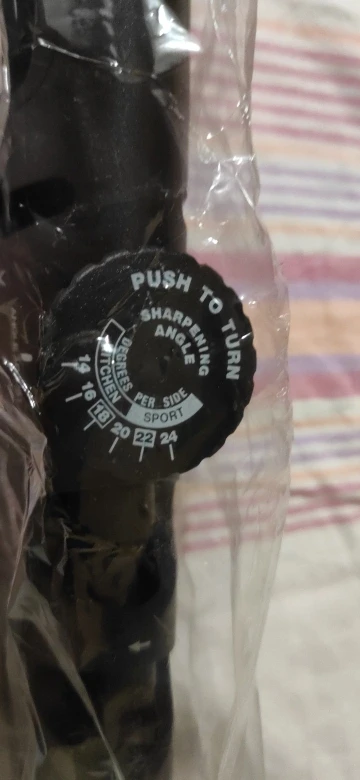 PUSH TO TURN
SHARPENING
ANGLE
DEGREES PER SIDE
KITCHEN
SPORT
14 16 18 20 22 24